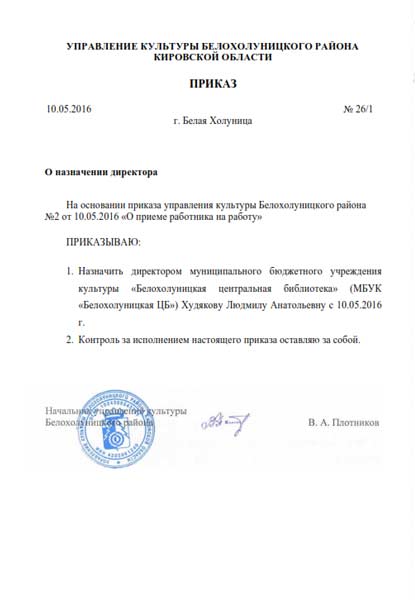 УПРАВЛЕНИЕ КУЛЬТУРЫ БЕЛОХОЛУНИЦКОГО РАЙОНА
КИРОВСКОЙ ОБЛАСТИ
ПРИКАЗ
10.05.2016 № 26/1
г. Белая Холуница
О назначении директора
На основании приказа управления культуры Белохолуницкого района
№2 от 10.05.2016 «О приеме работника на работу»
ПРИКАЗЫВАЮ:
1. Назначить директором муниципального бюджетного учреждения
культуры «Белохолуницкая центральная библиотека» (МБУК
«Белохолуницкая ЦБ») Худякову Людмилу Анатольевну с 10.05.2016
г.
2. Контроль за исполнением настоящего приказа оставляю за собой.
Начальник управления культуры
Белохолуницкого района В. А. Плотников